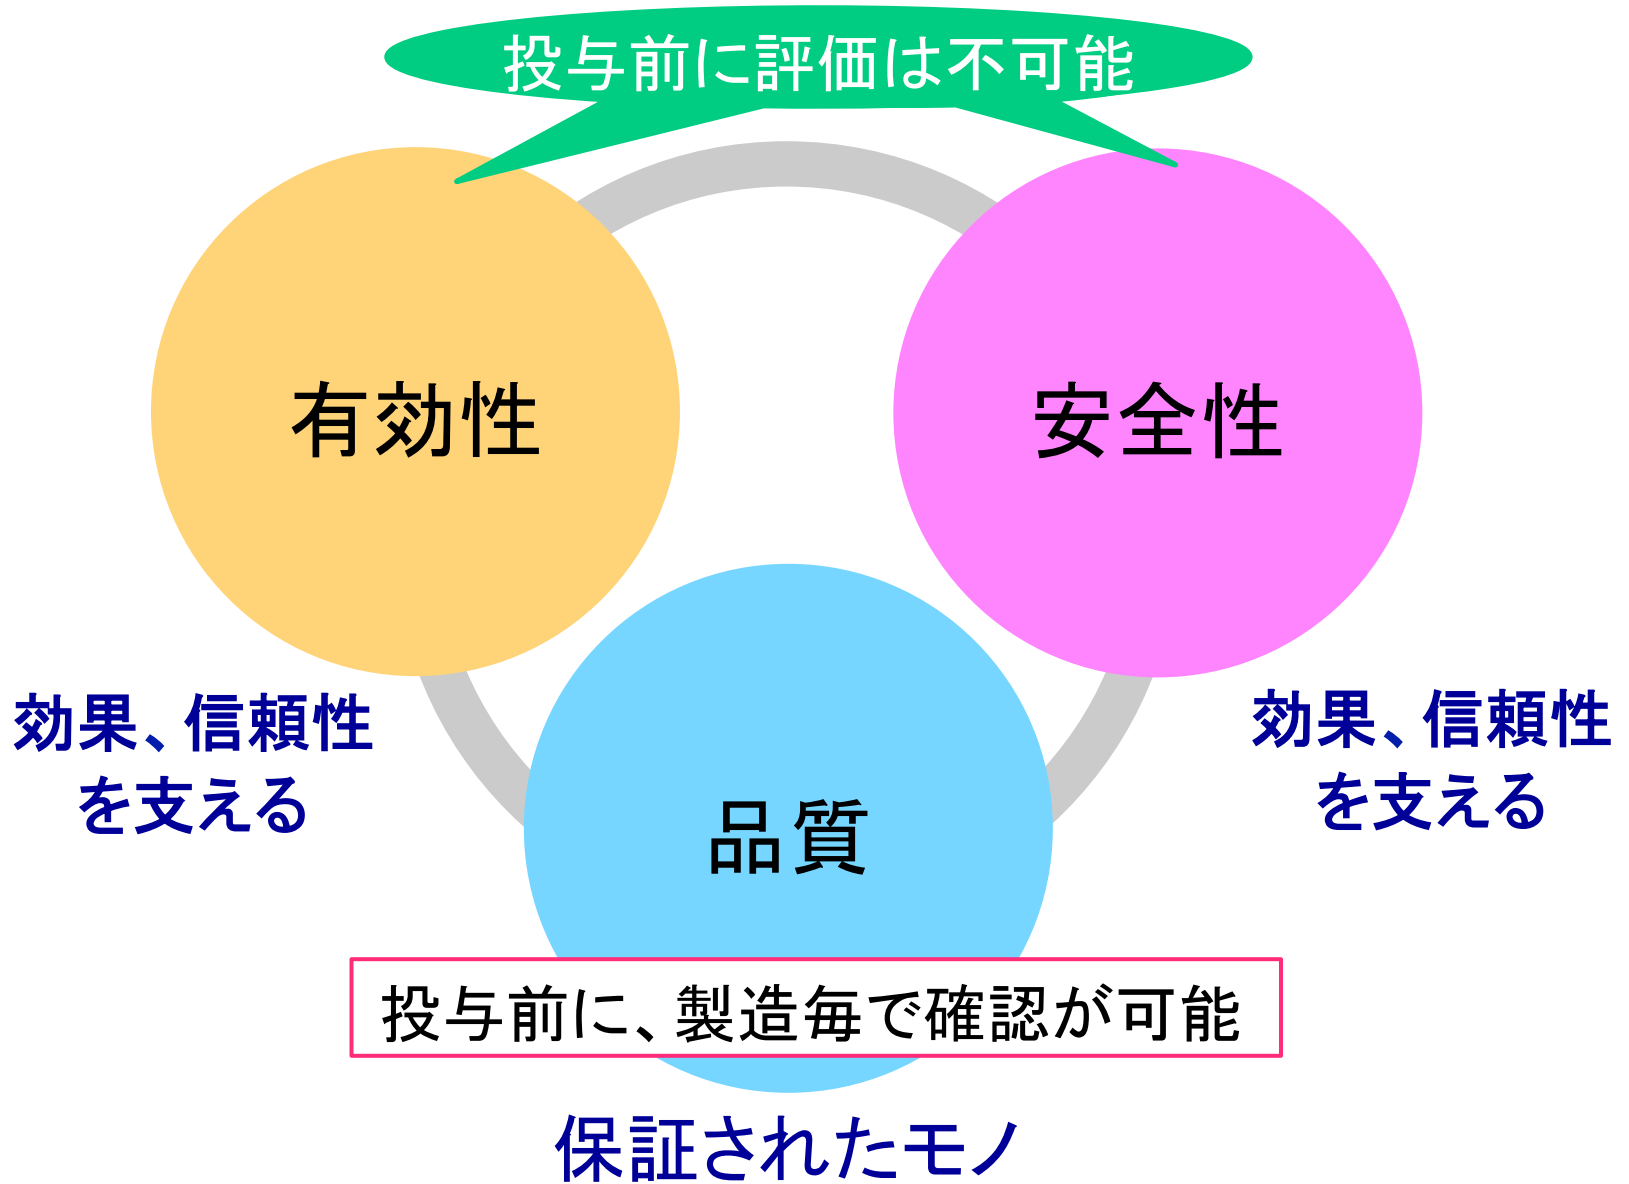 投与前に評価は不可能
有効性
安全性
効果、信頼性
を支える
効果、信頼性
を支える
品質
投与前に、製造毎で確認が可能
保証されたモノ